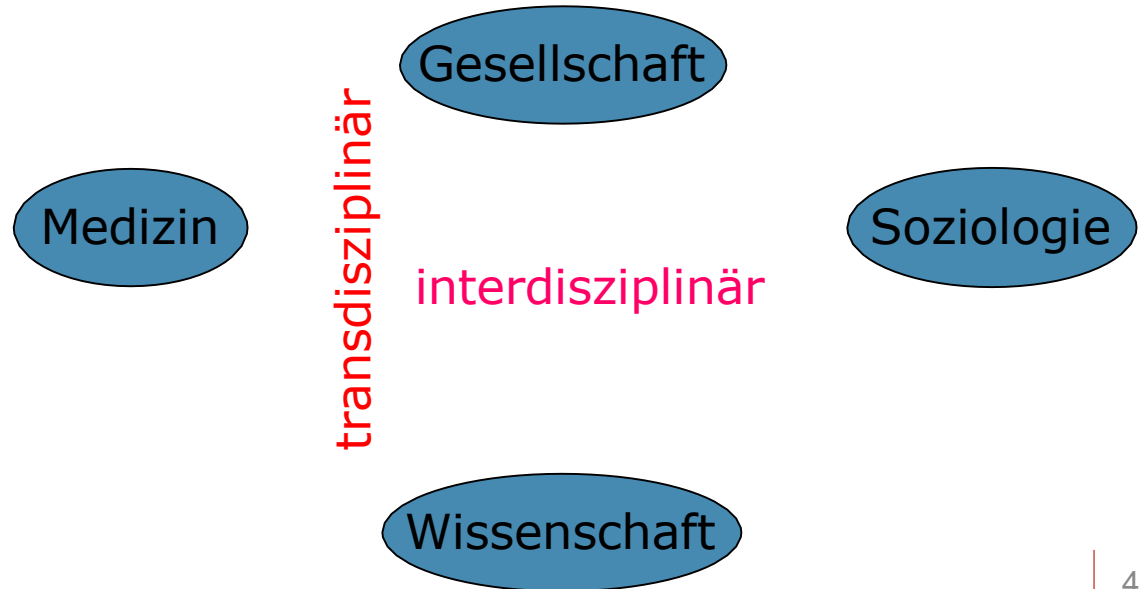 Gesellschaft
Medizin
transdisziplinär
Soziologie
interdisziplinär
Wissenschaft
4